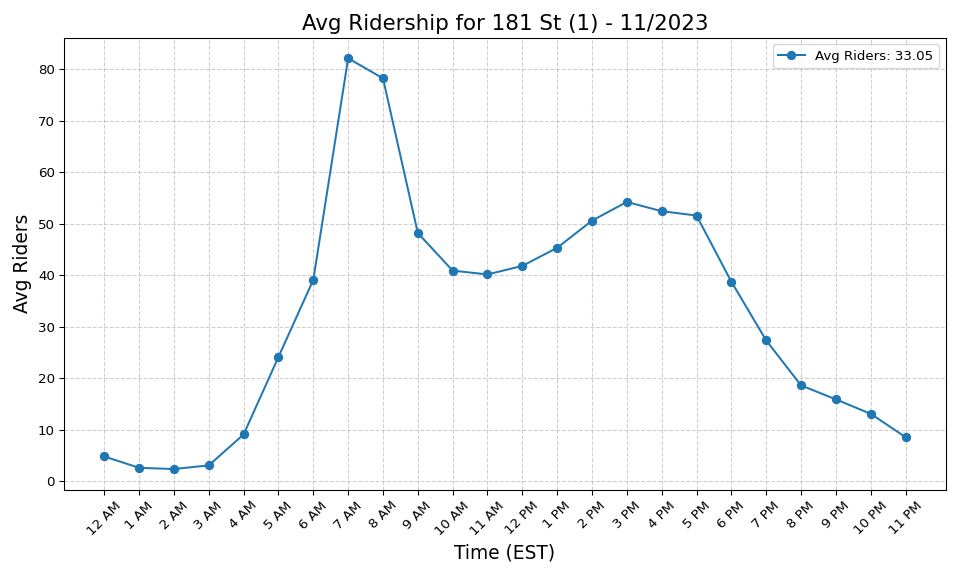 Avg Ridership for 181 St (1) - 11/2023
Avg Riders: 33.05
Avg Riders
80
70
60
50
40
30
20
10
0
12 AM
1 AM
2 AM
3 AM
4 AM
5 AM
6 AM
7 AM
8 AM
9 AM
10 AM
11 AM
12 PM
1 PM
2 PM
3 PM
4 PM
5 PM
6 PM
7 PM
8 PM
9 PM
10 PM
11 PM
Time (EST)